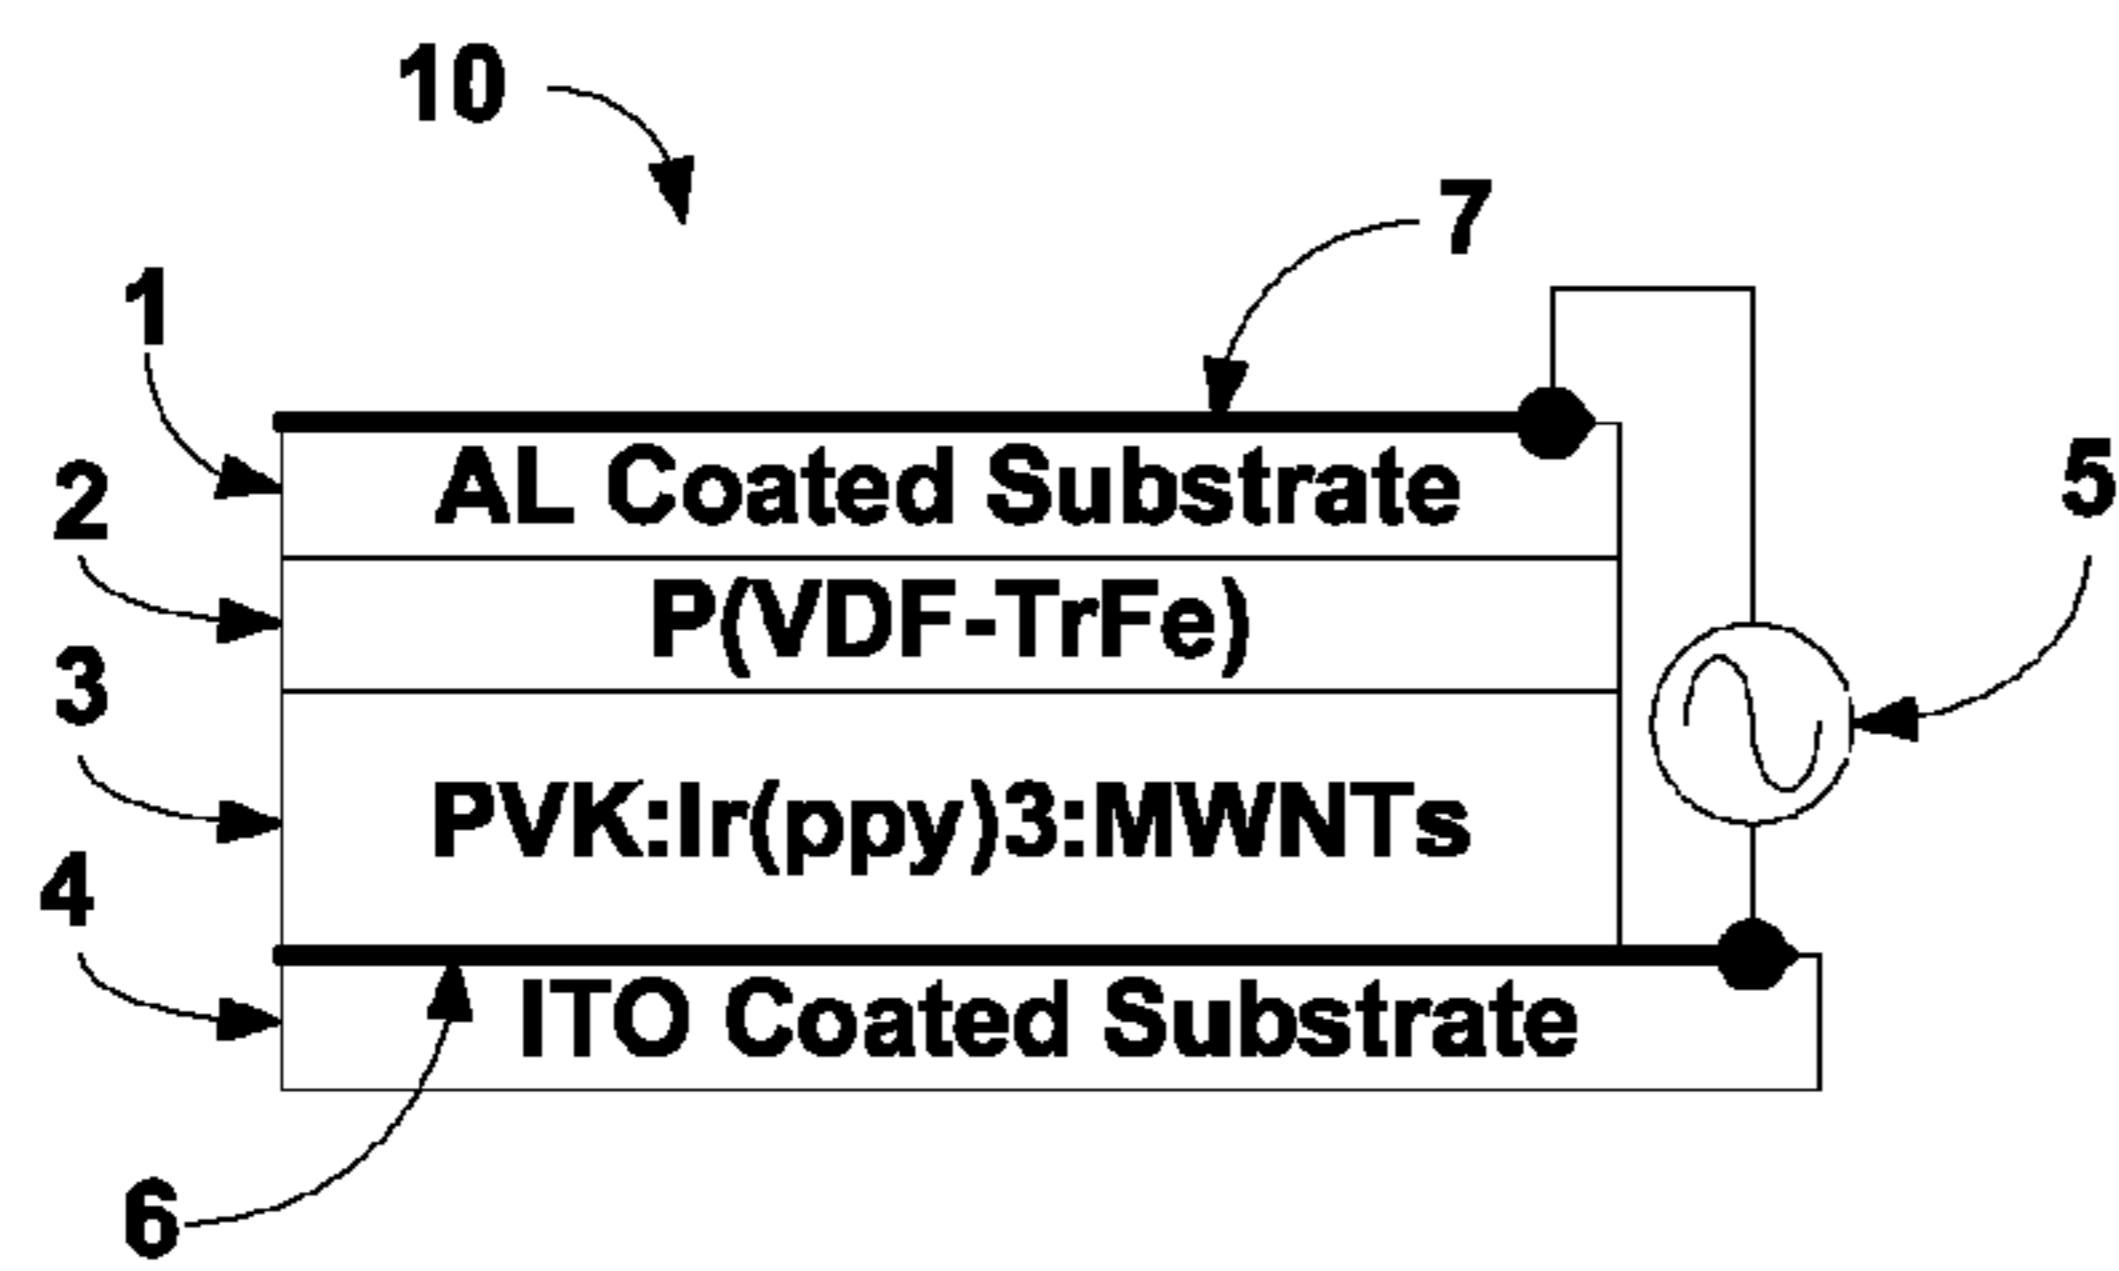 10
7
1
AL Coated Substrate
5
2
P(VDF-TrFe)
3
PVK:Ir(ppy)3:MWNTs
4
ITO Coated Substrate
6